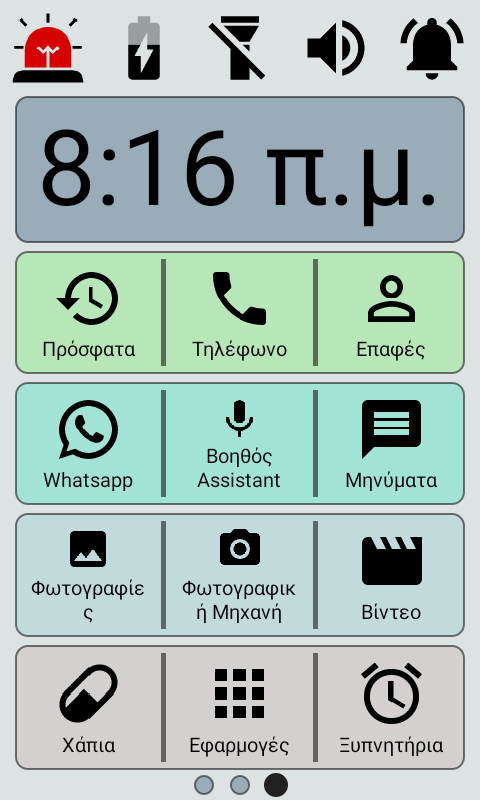 8:16 π.μ.
Πρόσφατα
Τηλέφωνο
Επαφές
Whatsapp
Βοηθός
Assistant
Μηνύματα
Φωτογραφίε
ς
Φωτογραφικ
ή Μηχανή
Βίντεο
Χάπια
Εφαρμογές
Ξυπνητήρια